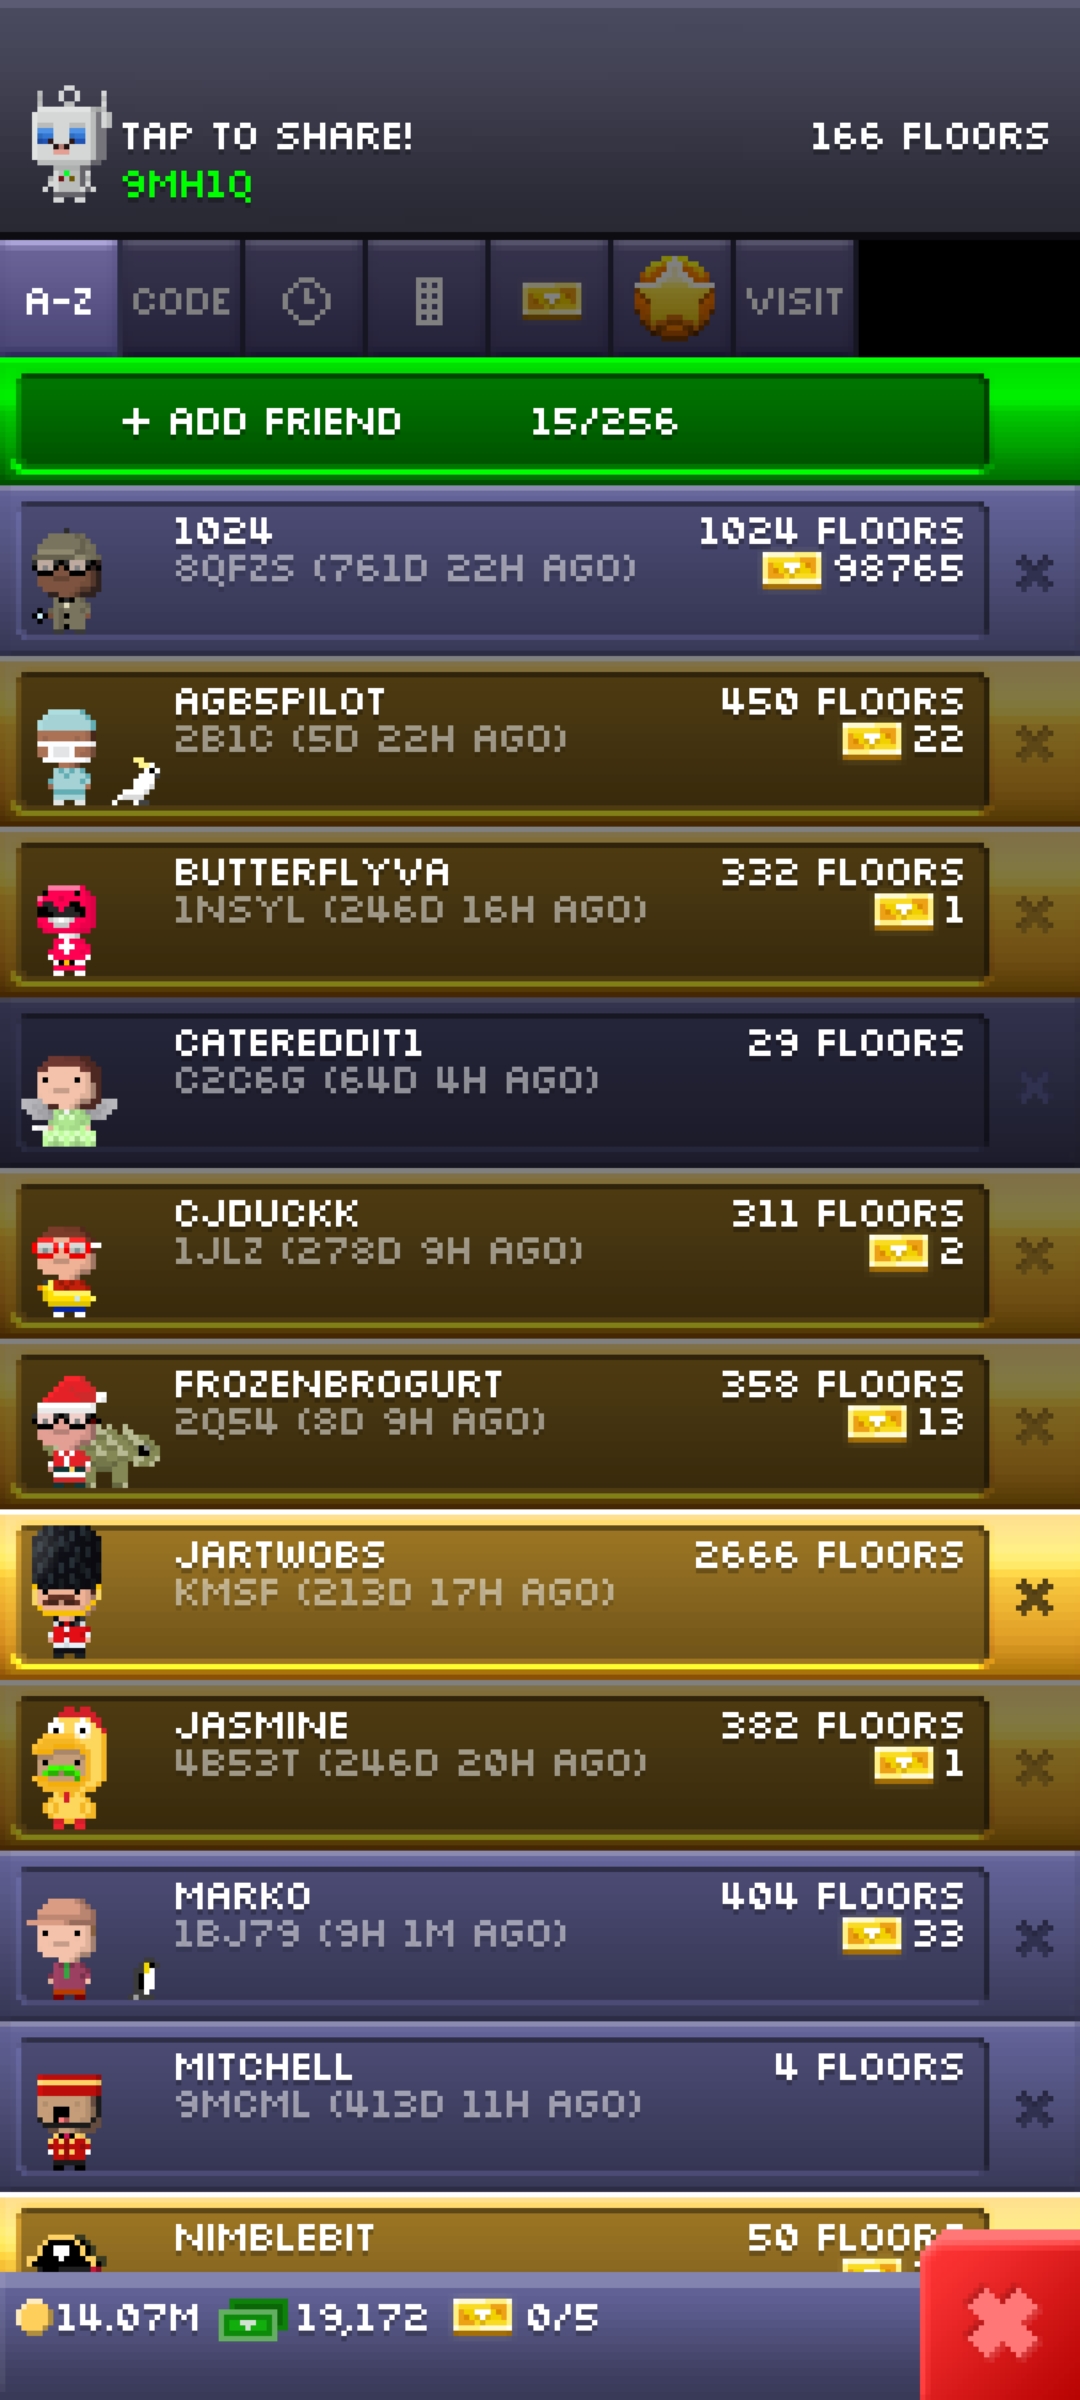 TAP TO SHARE! 166 FLOORS
9MH1Q
A-Z CODE VISIT
+ ADD FRIEND 15/256
1024 1024 FLOORS
8QFZS (761D 22H AGO) 98765
AGB5PILOT 450 FLOORS
2B1C (5D 22H AGO) 22
BUTTERFLYVA 332 FLOORS
1NSYL (246D 16H AGO) 1
CATEREDDIT1 29 FLOORS
C2C6G (64D 4H AGO)
CJDUCKK 311 FLOORS
1JLZ (278D 9H AGO) 2
FROZENBROGURT 358 FLOORS
2Q54 (8D 9H AGO) 13
JARTWOBS 2666 FLOORS
KMSF (213D 17H AGO)
JASMINE 382 FLOORS
4B53T (246D 20H AGO) 1
MARKO 404 FLOORS
1BJ79 (9H 1M AGO) 33
MITCHELL 4 FLOORS
9MCML (413D 11H AGO)
NIMBLEBIT 50 FLOORS
14.07M 19,172 0/5